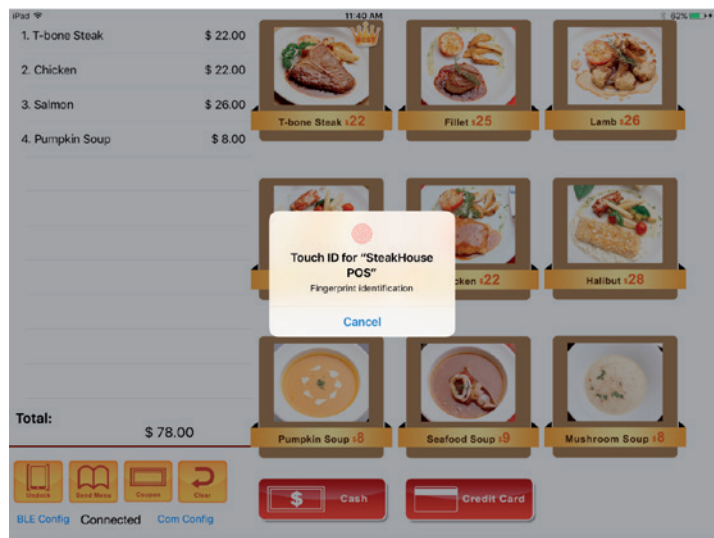 iPad
11:40 AM
62%
1. T-bone Steak $ 22.00
2. Chicken $ 22.00
3. Salmon $ 26.00
4. Pumpkin Soup $ 8.00
BEST
T-bone Steak $22
Fillet $25
Lamb $26
Touch ID for "SteakHouse
POS"
Fingerprint identification
Cancel
cken $22
Halibut $28
Total:
$ 78.00
Pumpkin Soup $8
Seafood Soup $9
Mushroom Soup $8
Undock
Send Menu
Coupon
Clear
$ Cash
Credit Card
BLE Config Connected Com Config